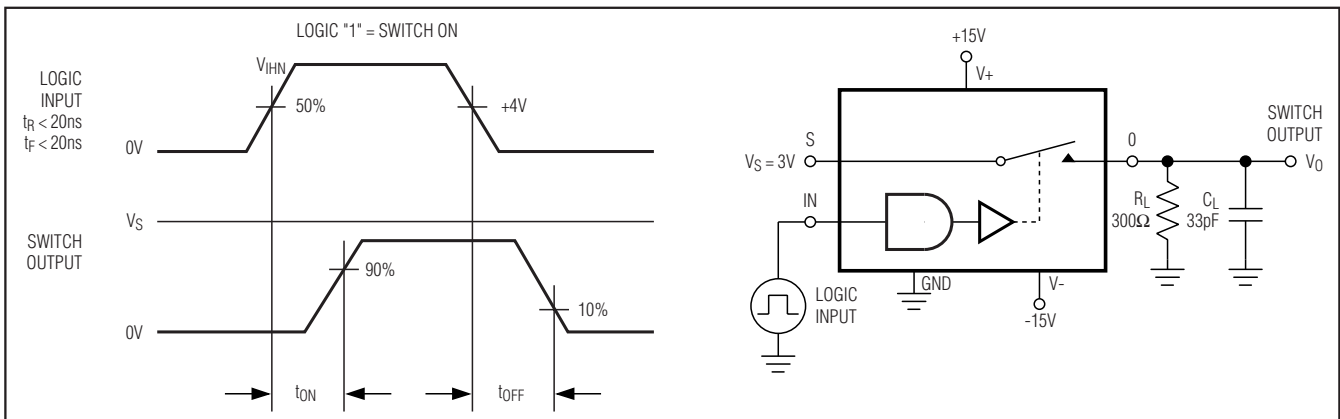 LOGIC "1" = SWITCH ON
LOGIC
INPUT
tR < 20ns
tF < 20ns
VIHN
50%
+4V
0V
VS
SWITCH
OUTPUT
90%
10%
0V
tON
tOFF
+15V
V+
S
VS = 3V
IN
0
SWITCH
OUTPUT
VO
RL
300Ω
CL
33pF
LOGIC
INPUT
GND
V-
-15V